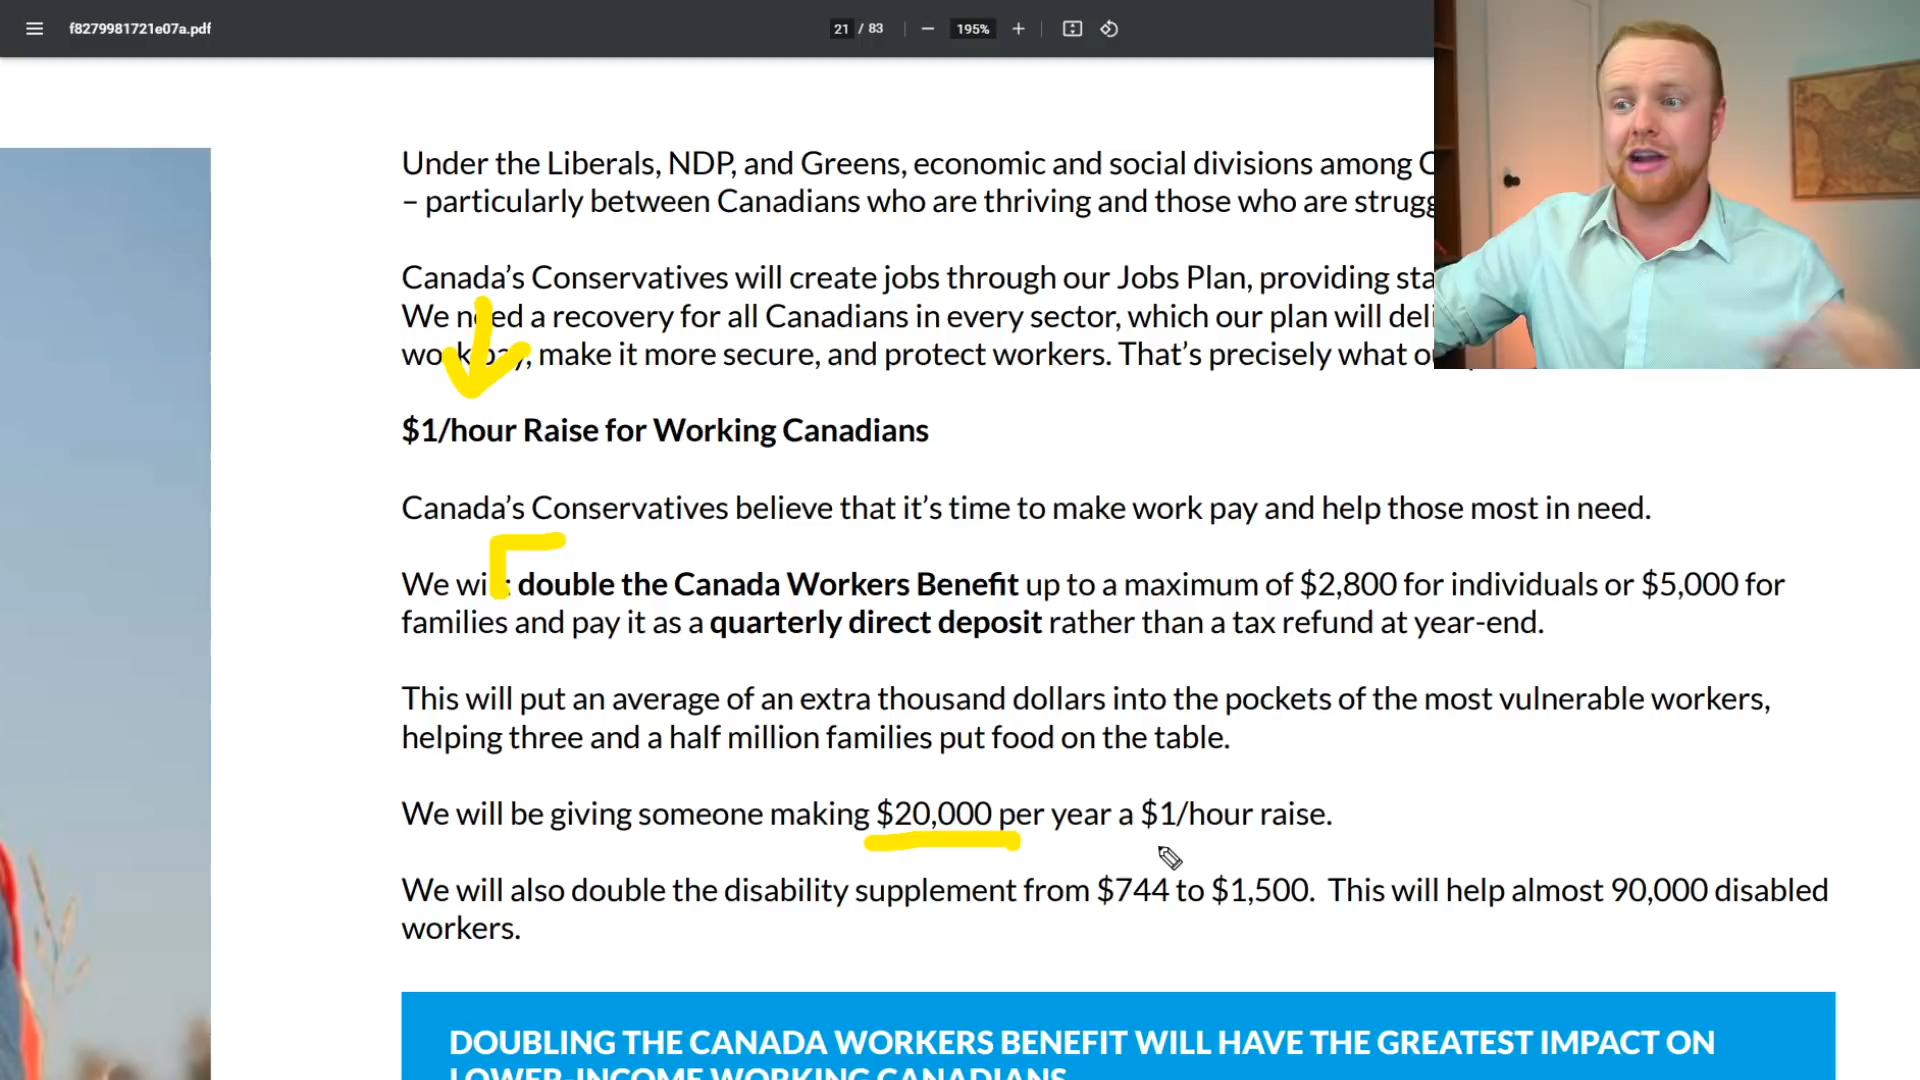 f8279981721e07a.pdf
21 / 83
195%
Under the Liberals, NDP, and Greens, economic and social divisions among
– particularly between Canadians who are thriving and those who are
Canada’s Conservatives will create jobs through our Jobs Plan, providing
We need a recovery for all Canadians in every sector, which our plan will
work pay, make it more secure, and protect workers. That’s precisely what
$1/hour Raise for Working Canadians
Canada’s Conservatives believe that it’s time to make work pay and help those most in need.
We will double the Canada Workers Benefit up to a maximum of $2,800 for individuals or $5,000 for
families and pay it as a quarterly direct deposit rather than a tax refund at year-end.
This will put an average of an extra thousand dollars into the pockets of the most vulnerable workers,
helping three and a half million families put food on the table.
We will be giving someone making $20,000 per year a $1/hour raise.
We will also double the disability supplement from $744 to $1,500. This will help almost 90,000 disabled
workers.
DOUBLING THE CANADA WORKERS BENEFIT WILL HAVE THE GREATEST IMPACT ON
LOWER-INCOME WORKING CANADIANS